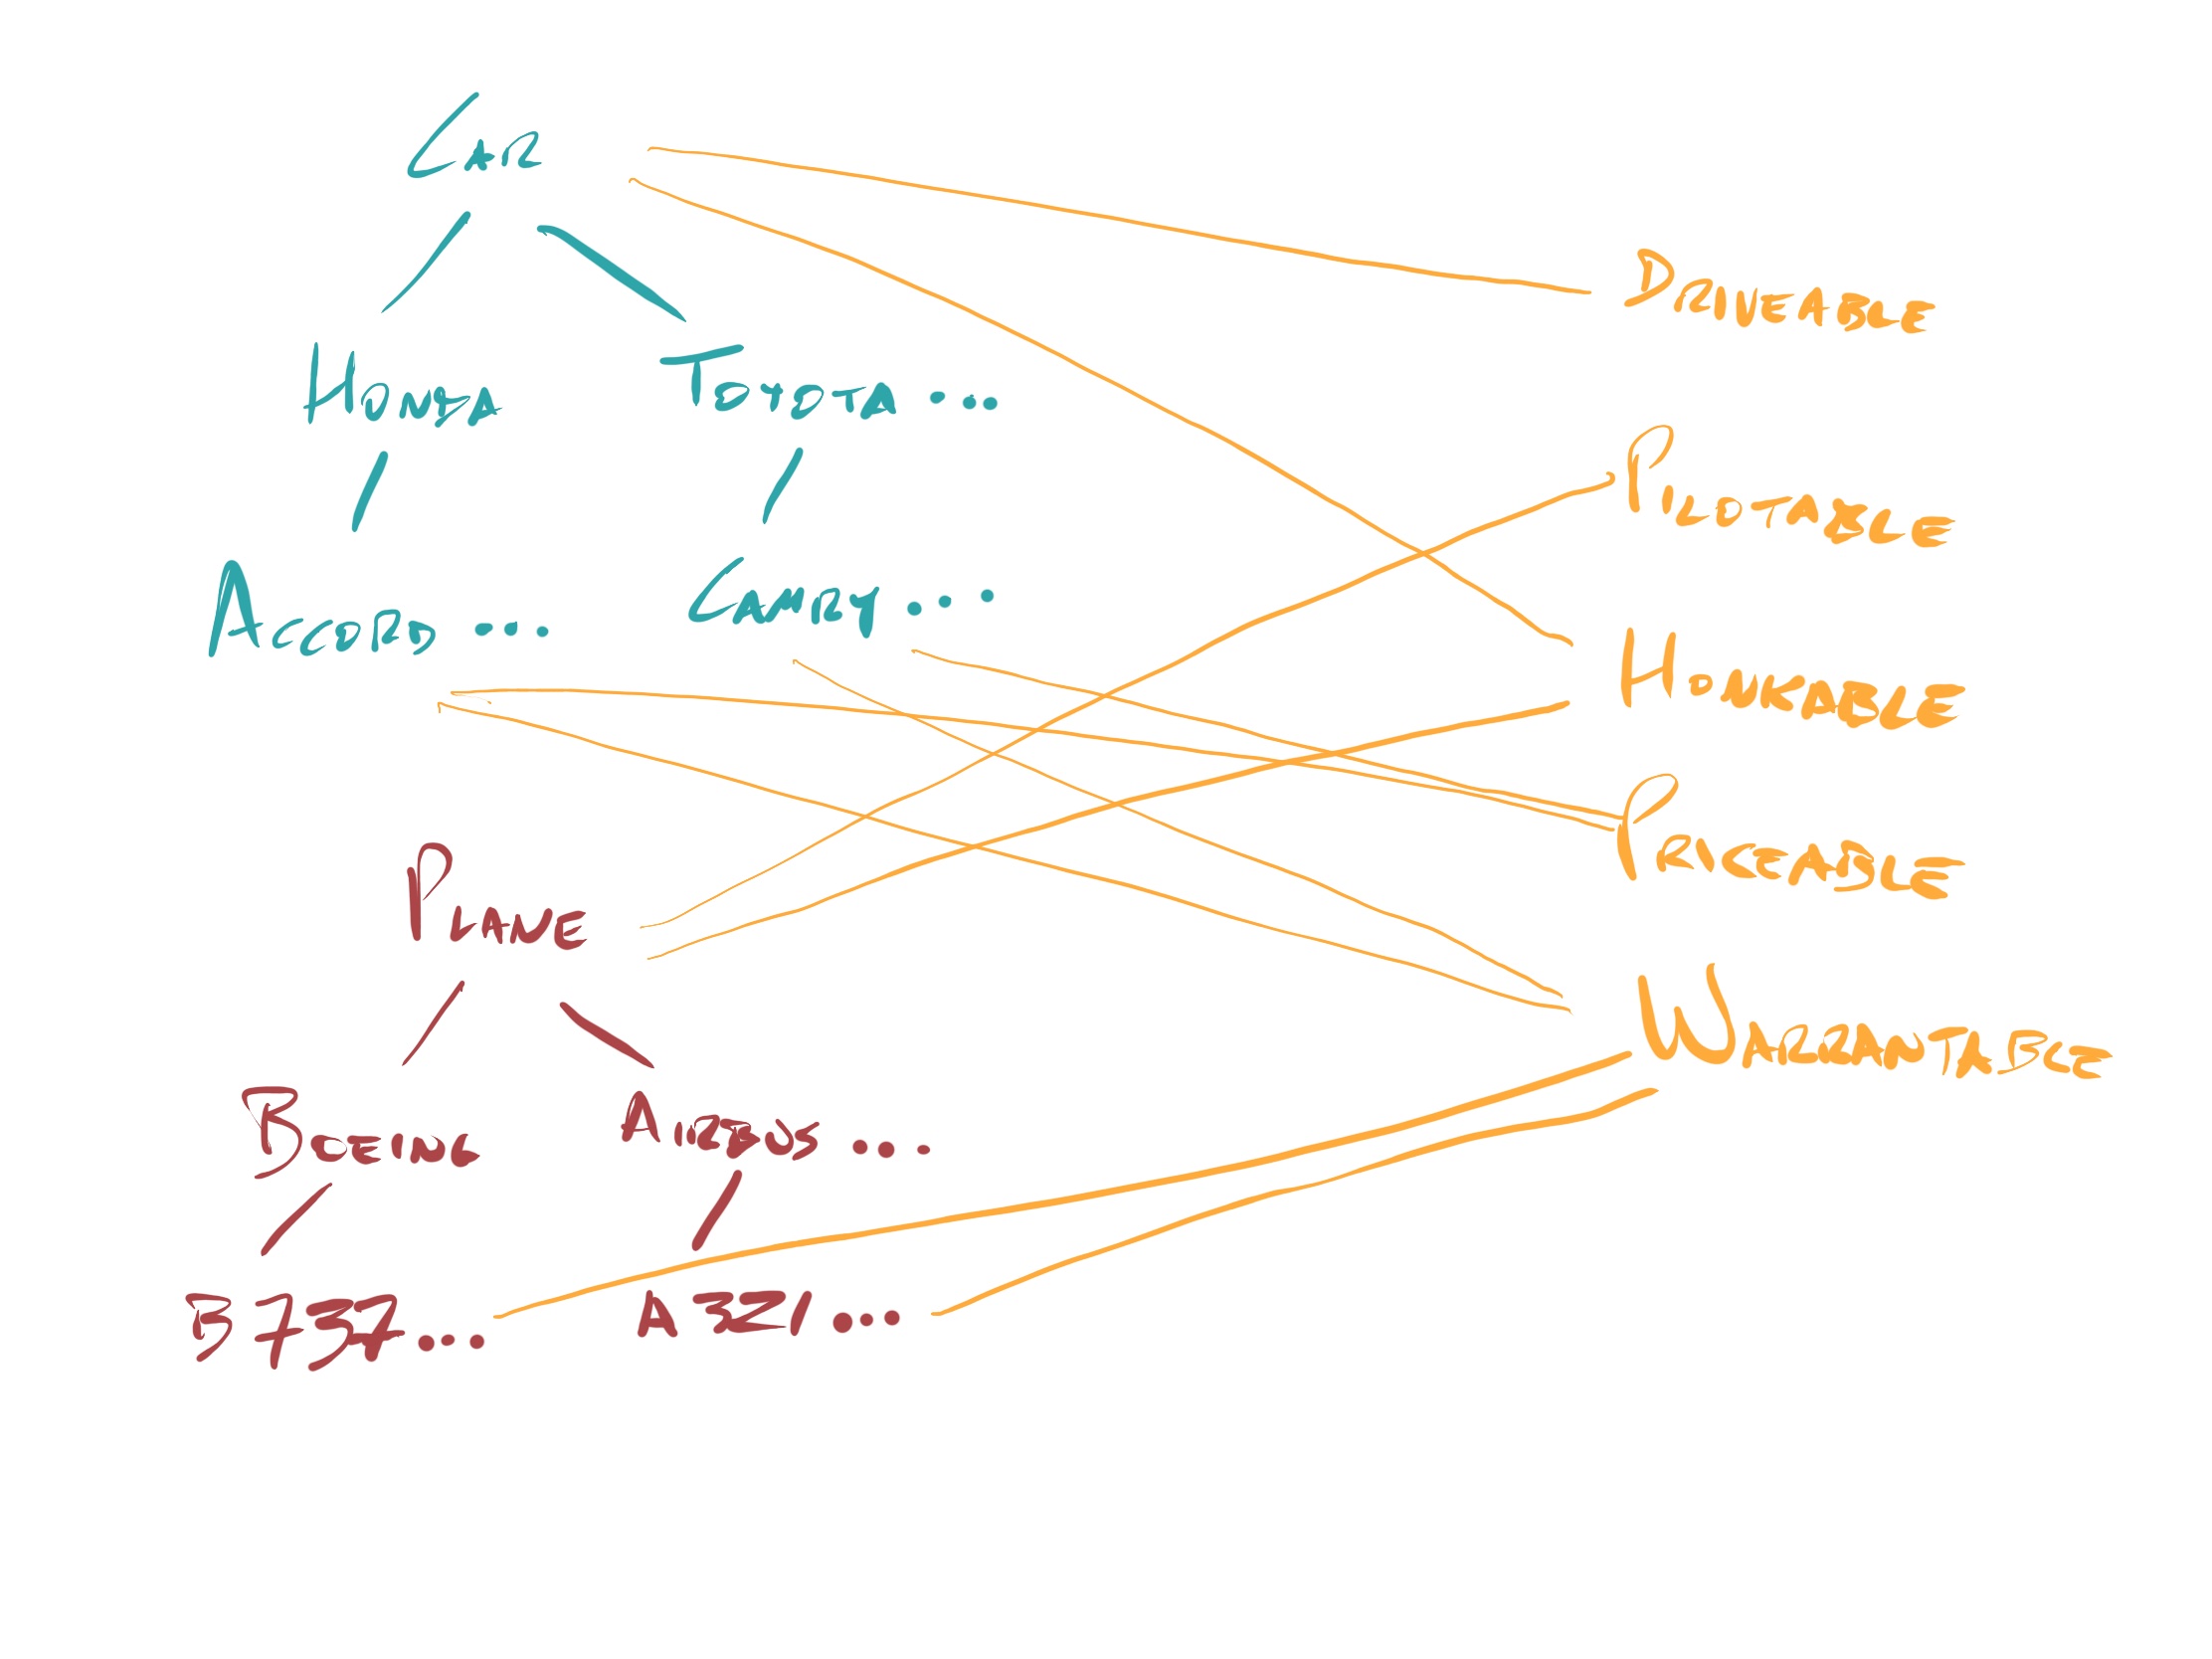 CAR
DRIVEABLE
HONDA TOYOTA...
PILOTABLE
ACCORD... CAMRY...
HONKABLE
PRICEABLE
PLANE
WARRANTABLE
BOEING AIRBUS...
B737... A321...